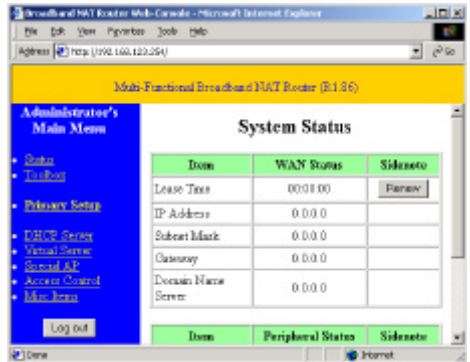 Broadband NAT Router Web-Console - Microsoft Internet Explorer
File Edit View Favorites Tools Help
Address http://192.168.123.254/ Go
Multi-Functional Broadband NAT Router (R1.86)
Administrator's
Main Menu
Status
Toolbox
Primary Setup
DHCP Server
Virtual Server
Special AP
Access Control
Misc Items
Log out
System Status
Item WAN Status Sidenote
Lease Time 00:00:00 Renew
IP Address 0.0.0.0
Subnet Mask 0.0.0.0
Gateway 0.0.0.0
Domain Name
Server 0.0.0.0
Item Peripheral Status Sidenote
Done Internet